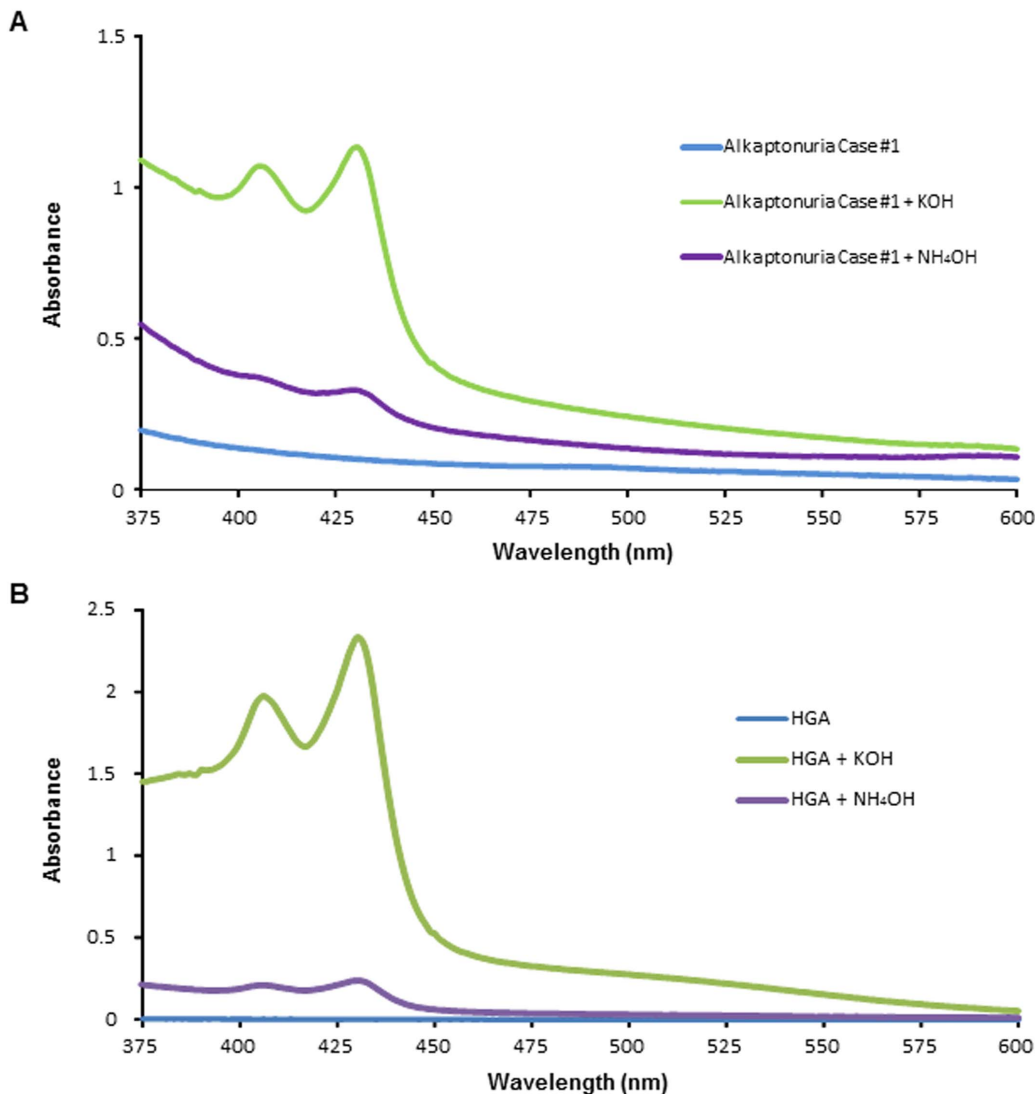 A
1.5
1
0.5
0
Absorbance
Alkaptonuria Case #1
Alkaptonuria Case #1 + KOH
Alkaptonuria Case #1 + NH₄OH
375 400 425 450 475 500 525 550 575 600
Wavelength (nm)
B
2.5
2
1.5
1
0.5
0
Absorbance
HGA
HGA + KOH
HGA + NH₄OH
375 400 425 450 475 500 525 550 575 600
Wavelength (nm)